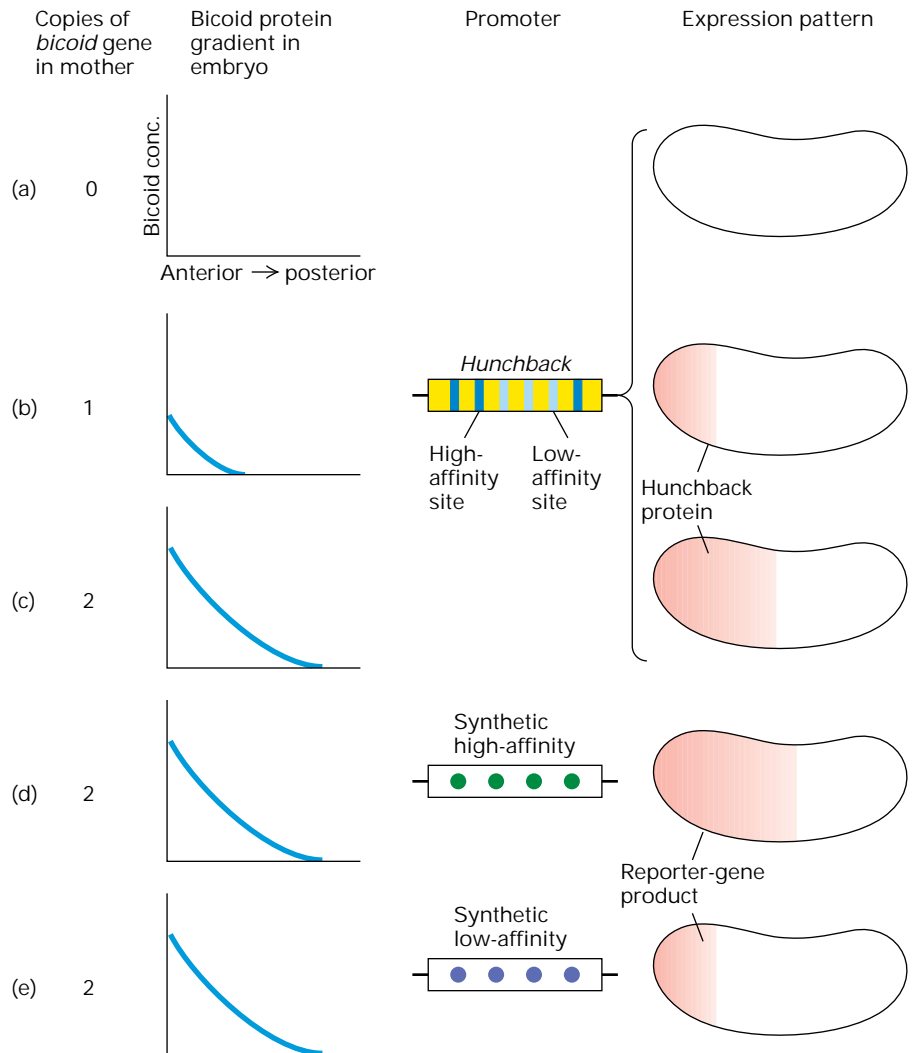 Copies of
bicoid gene
in mother
Bicoid protein
gradient in
embryo
Promoter
Expression pattern
(a) 0
Bicoid conc.
Anterior → posterior
(b) 1
Hunchback
High-
affinity
site
Low-
affinity
site
Hunchback
protein
(c) 2
(d) 2
Synthetic
high-affinity
Reporter-gene
product
(e) 2
Synthetic
low-affinity